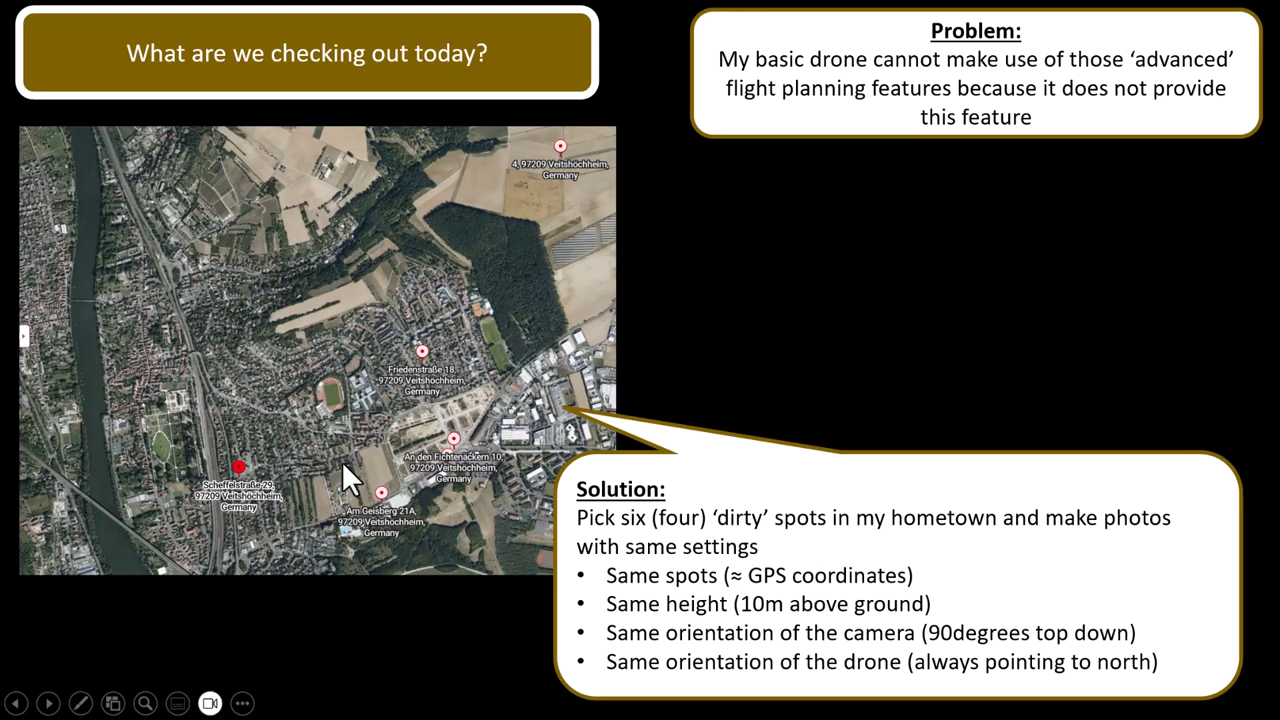 What are we checking out today?
Problem:
My basic drone cannot make use of those ‘advanced’
flight planning features because it does not provide
this feature
4, 97209 Veitshöchheim,
Germany
Friedenstraße 18,
97209 Veitshöchheim,
Germany
An den Fichtenäckern 10,
97209 Veitshöchheim,
Germany
Scheffelstraße 29,
97209 Veitshöchheim,
Germany
Am Geisberg 21A,
97209 Veitshöchheim,
Germany
Solution:
Pick six (four) ‘dirty’ spots in my hometown and make photos
with same settings
• Same spots (≈ GPS coordinates)
• Same height (10m above ground)
• Same orientation of the camera (90degrees top down)
• Same orientation of the drone (always pointing to north)